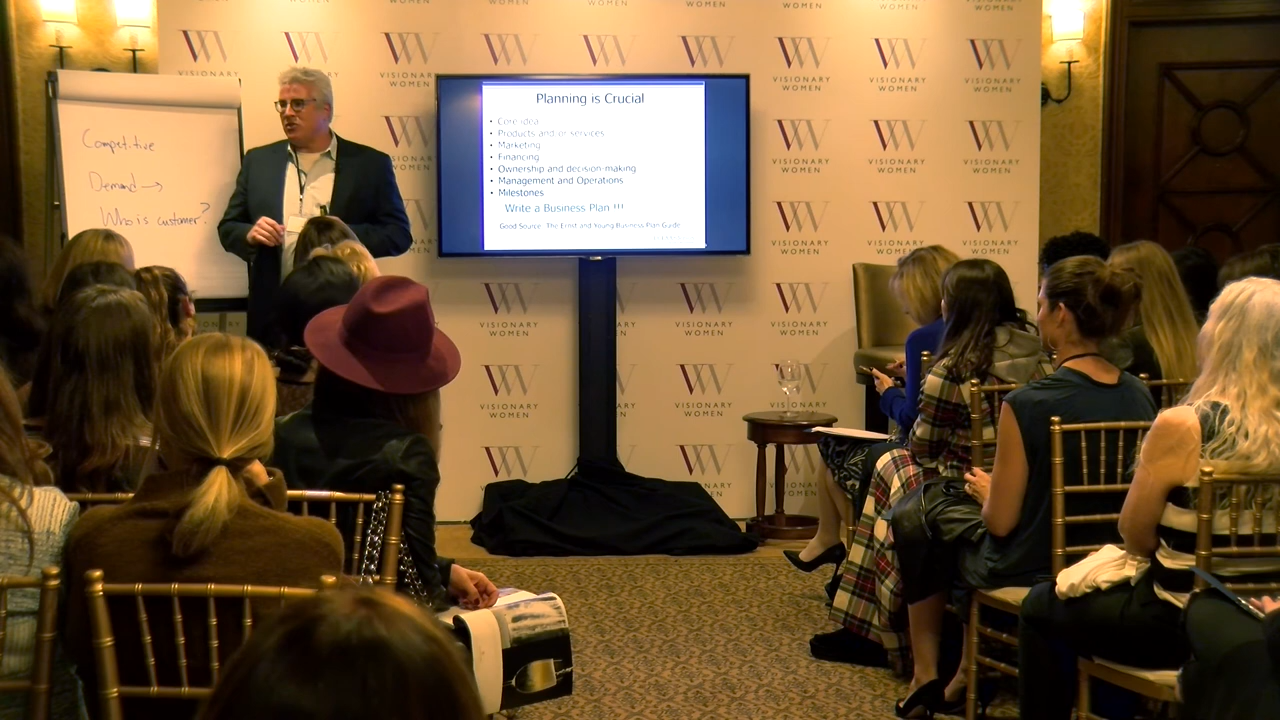 Competitive
Demand →
Who is customer?
Planning is Crucial
• Core idea
• Products and/or services
• Marketing
• Financing
• Ownership and decision-making
• Management and Operations
• Milestones
Write a Business Plan !!!
Good Source: The Ernst and Young Business Plan Guide
VISIONARY
WOMEN